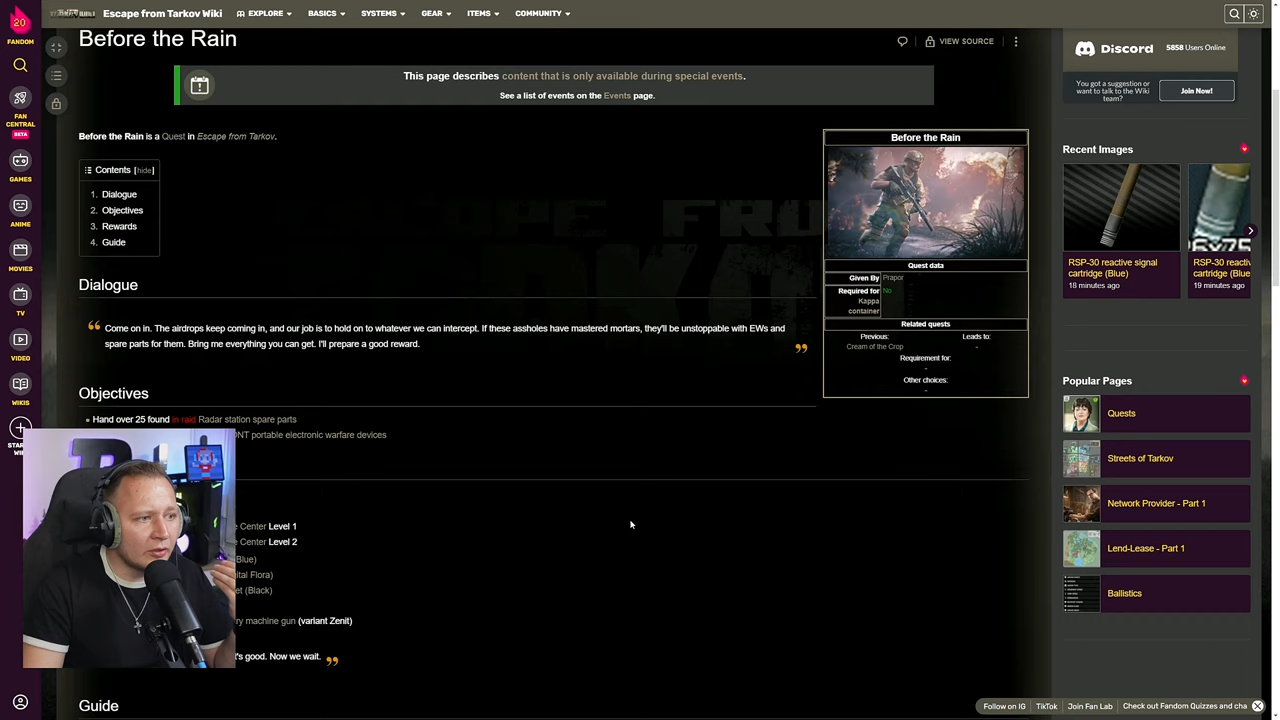 20
FANDOM
FAN
CENTRAL
BETA
GAMES
ANIME
MOVIES
TV
VIDEO
WIKIS
Escape from Tarkov Wiki
EXPLORE
BASICS
SYSTEMS
GEAR
ITEMS
COMMUNITY
Before the Rain
VIEW SOURCE
This page describes content that is only available during special events.
See a list of events on the Events page.
Before the Rain is a Quest in Escape from Tarkov.
Contents [hide]
1. Dialogue
2. Objectives
3. Rewards
4. Guide
Dialogue
Come on in. The airdrops keep coming in, and our job is to hold on to whatever we can intercept. If these assholes have mastered mortars, they'll be unstoppable with EWs and
spare parts for them. Bring me everything you can get. I'll prepare a good reward.
Objectives
Hand over 25 found in raid Radar station spare parts
ONT portable electronic warfare devices
e Center Level 1
e Center Level 2
(Blue)
ital Flora)
et (Black)
ry machine gun (variant Zenit)
's good. Now we wait.
Guide
Before the Rain
Quest data
Given By Prapor
Required for No
Kappa
container
Related quests
Previous: Leads to:
Cream of the Crop -
Requirement for:
-
Other choices:
-
Discord 5858 Users Online
You got a suggestion or
want to talk to the Wiki
team?
Join Now!
Recent Images
RSP-30 reactive signal
cartridge (Blue)
18 minutes ago
RSP-30 reactiv
cartridge (Blue
19 minutes ago
Popular Pages
Quests
Streets of Tarkov
Network Provider - Part 1
Lend-Lease - Part 1
Ballistics
Follow on IG
TikTok
Join Fan Lab
Check out Fandom Quizzes and cha